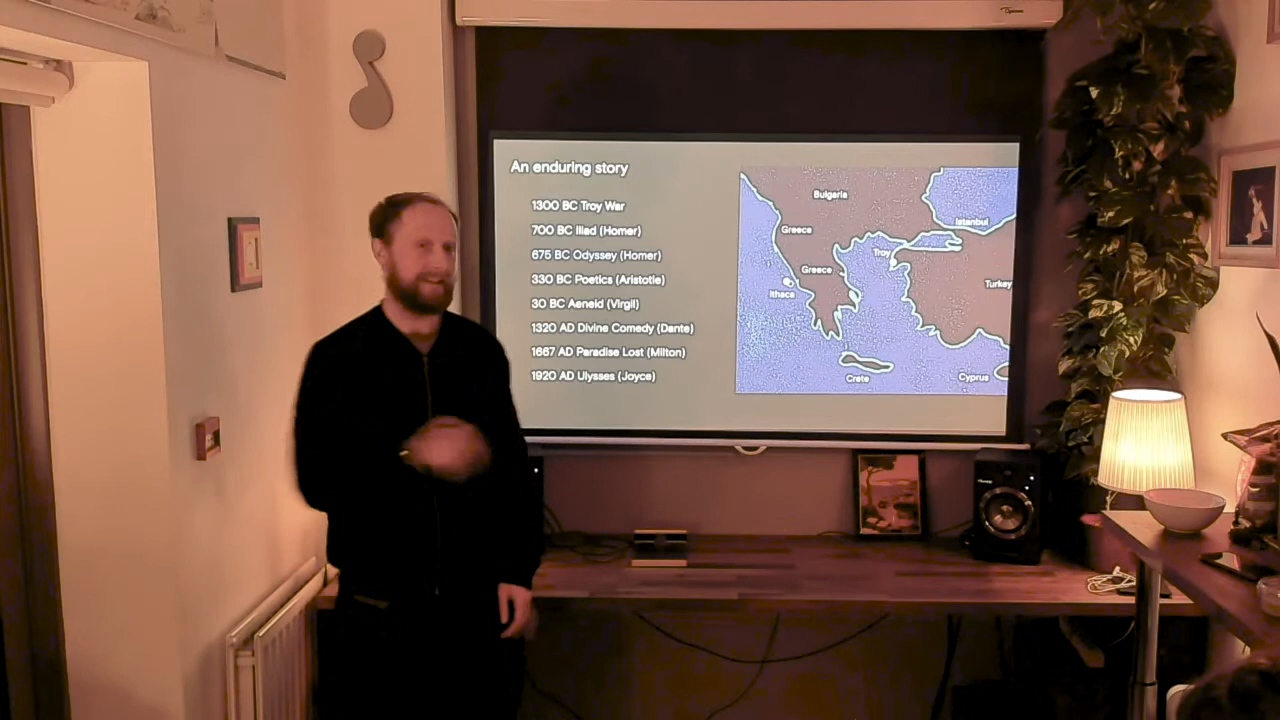 An enduring story
1300 BC Troy War
700 BC Iliad (Homer)
675 BC Odyssey (Homer)
330 BC Poetics (Aristotle)
30 BC Aeneid (Virgil)
1320 AD Divine Comedy (Dante)
1667 AD Paradise Lost (Milton)
1920 AD Ulysses (Joyce)
Bulgaria
Istanbul
Greece
Troy
Greece
Turkey
Ithaca
Crete
Cyprus